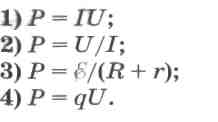 1) P = IU;
2) P = U/I;
3) P = ℰ/(R + r);
4) P = qU.